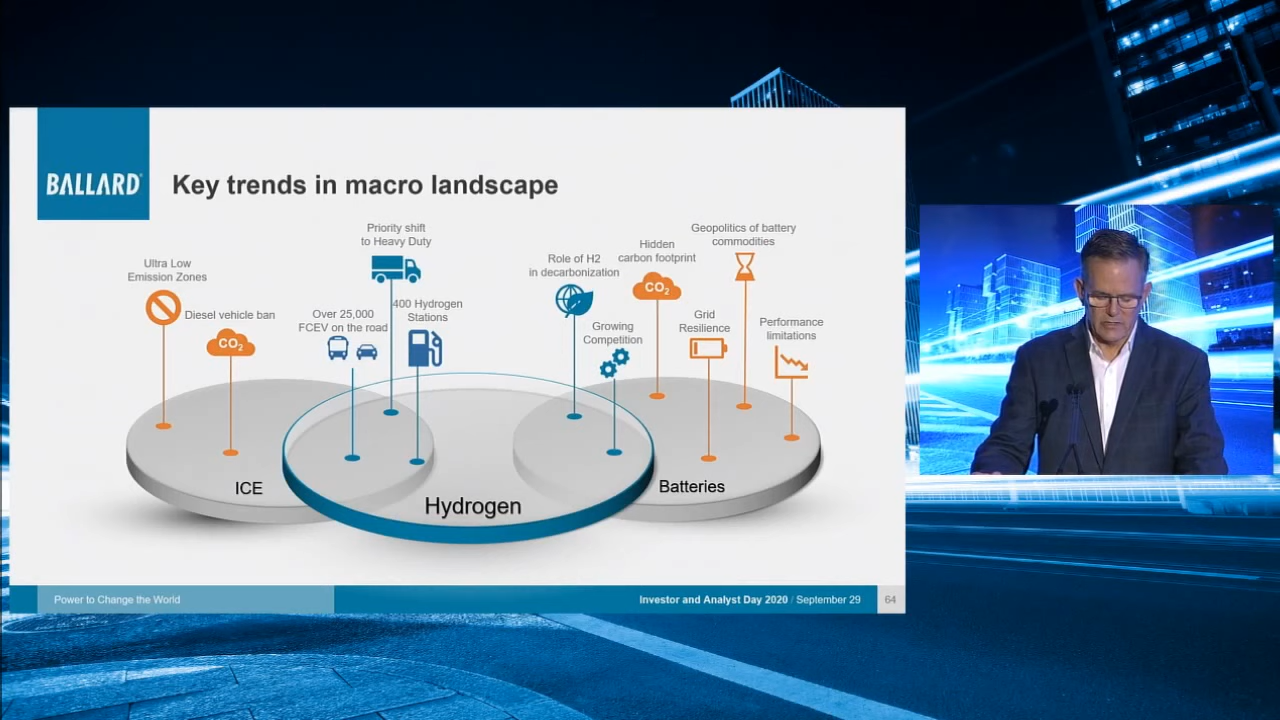 BALLARD
Key trends in macro landscape
Priority shift
to Heavy Duty
Geopolitics of battery
commodities
Hidden
carbon footprint
Role of H2
in decarbonization
Ultra Low
Emission Zones
400 Hydrogen
Stations
Diesel vehicle ban
Over 25,000
FCEV on the road
Growing
Competition
Grid
Resilience
Performance
limitations
CO2
CO2
ICE
Hydrogen
Batteries
Power to Change the World
Investor and Analyst Day 2020 / September 29
64